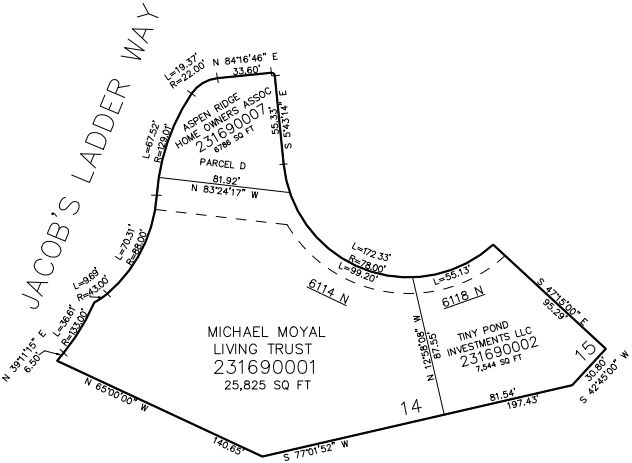 JACOB'S LADDER WAY
L=19.37'
R=22.00'
N 84°16'46" E
33.60'
ASPEN RIDGE
HOME OWNERS ASSOC
231690007
6786 SQ FT
PARCEL D
55.33'
S 5°43'14" E
L=67.52'
R=129.01'
81.92'
N 83°24'17" W
L=70.31'
R=88.00'
L=9.69'
R=43.00'
L=36.61'
R=133.00'
N 39°11'15" E
6.50'
L=172.33'
R=78.00'
L=99.20'
L=55.13'
6114 N
6118 N
S 47°15'00" E
95.29'
MICHAEL MOYAL
LIVING TRUST
231690001
25,825 SQ FT
N 12°58'08" W
87.55'
TINY POND
INVESTMENTS LLC
231690002
7,544 SQ FT
15
30.80'
S 42°45'00" W
N 65°00'00" W
140.65'
14
81.54'
197.43'
S 77°01'52" W